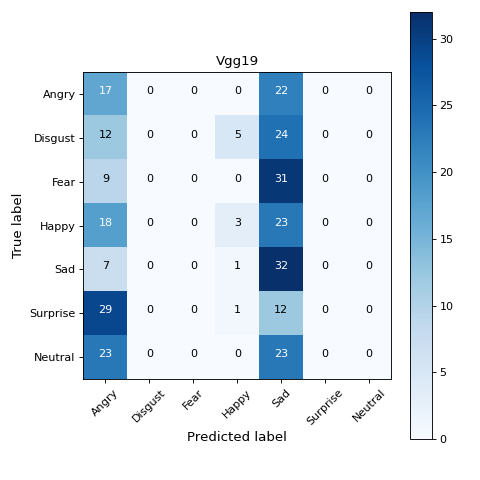 Vgg19
Angry 17 0 0 0 22 0 0
Disgust 12 0 0 5 24 0 0
Fear 9 0 0 0 31 0 0
Happy 18 0 0 3 23 0 0
Sad 7 0 0 1 32 0 0
Surprise 29 0 0 1 12 0 0
Neutral 23 0 0 0 23 0 0
Angry Disgust Fear Happy Sad Surprise Neutral
Predicted label
True label
30
25
20
15
10
5
0